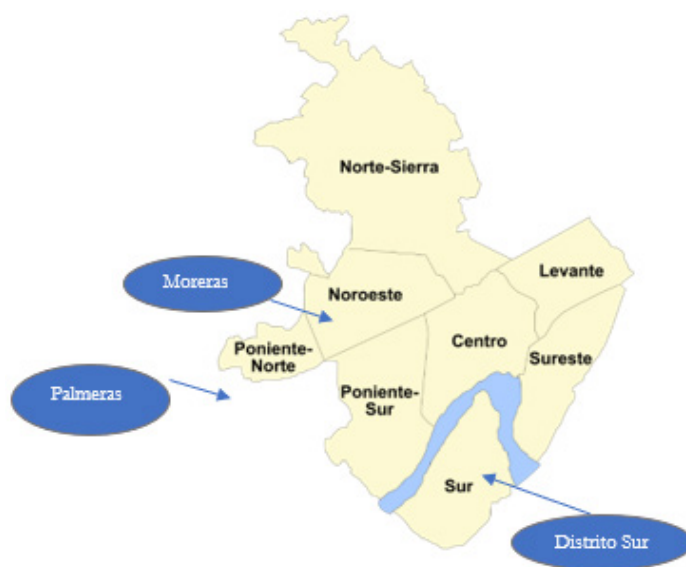 Norte-Sierra
Levante
Moreras
Noroeste
Centro
Sureste
Poniente-
Norte
Palmeras
Poniente-
Sur
Sur
Distrito Sur